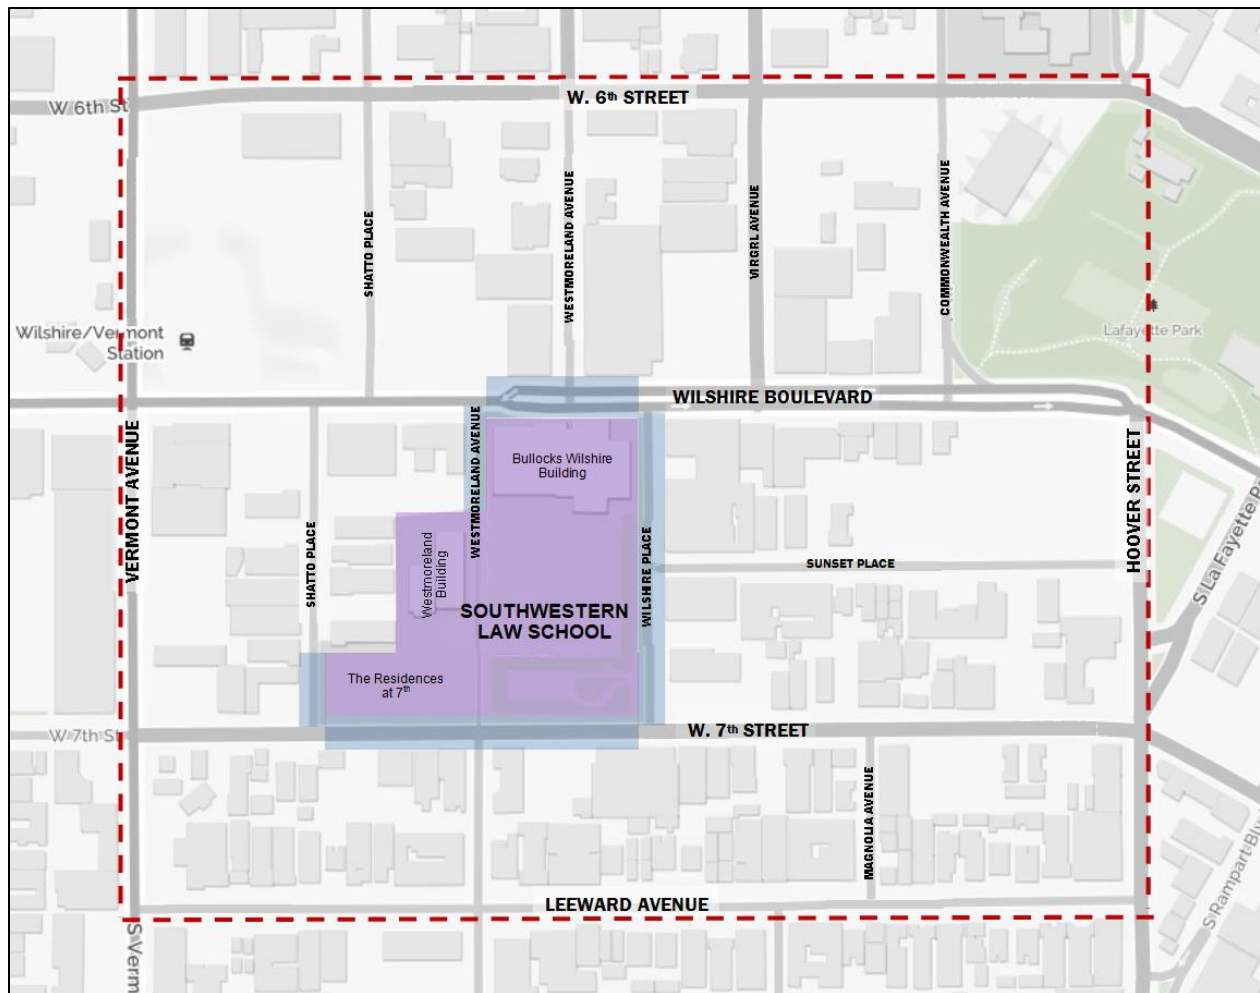 W 6th St
W. 6th STREET
SHATTO PLACE
WESTMORELAND AVENUE
VIRGRL AVENUE
COMMONWEALTH AVENUE
Wilshire/Vermont
Station
Lafayette Park
WILSHIRE BOULEVARD
VERMONT AVENUE
SHATTO PLACE
WESTMORELAND AVENUE
Bullocks Wilshire
Building
Westmoreland
Building
SOUTHWESTERN
LAW SCHOOL
WILSHIRE PLACE
SUNSET PLACE
HOOVER STREET
S La Fayette Pa
The Residences
at 7th
W 7th St
W. 7th STREET
MAGNOLIA AVENUE
LEEWARD AVENUE
S Verm
S Rampart Blv